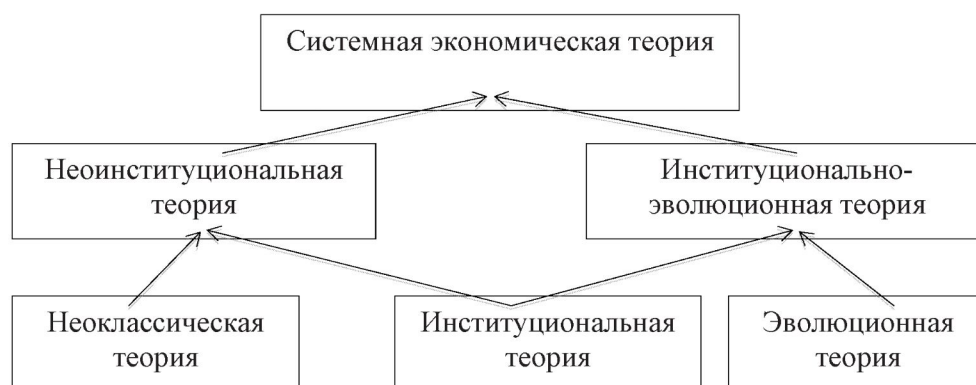 Системная экономическая теория
Неоинституциональная
теория
Институционально-
эволюционная теория
Неоклассическая
теория
Институциональная
теория
Эволюционная
теория